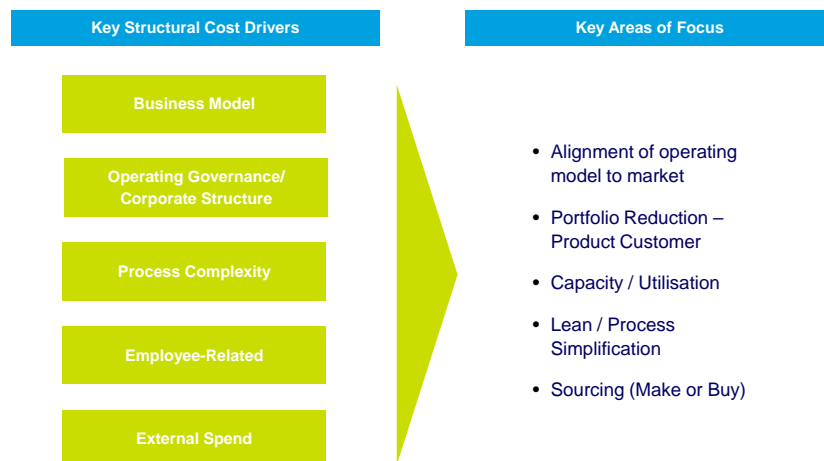 Key Structural Cost Drivers
Key Areas of Focus
Business Model
Operating Governance/
Corporate Structure
Process Complexity
Employee-Related
External Spend
• Alignment of operating
model to market
• Portfolio Reduction –
Product Customer
• Capacity / Utilisation
• Lean / Process
Simplification
• Sourcing (Make or Buy)